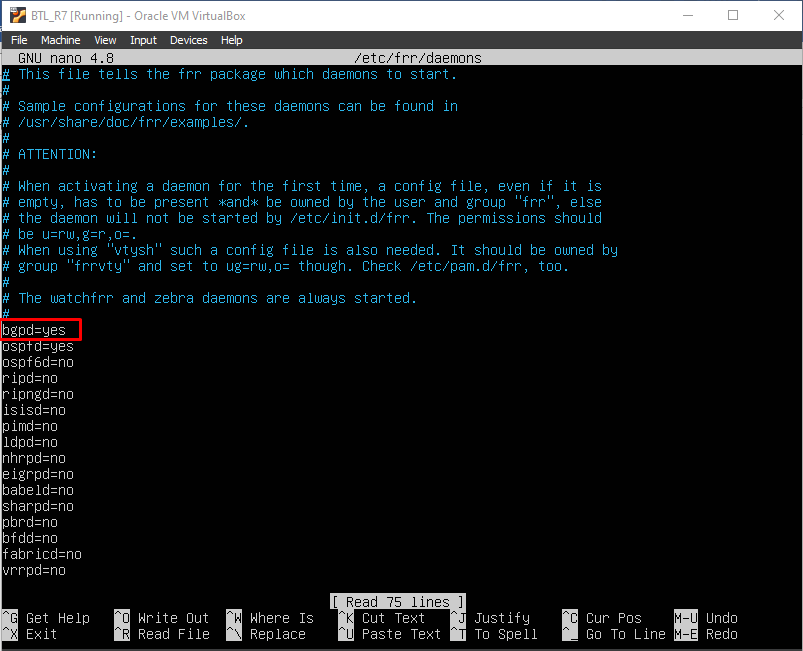 BTL_R7 [Running] - Oracle VM VirtualBox
File Machine View Input Devices Help
GNU nano 4.8 /etc/frr/daemons
# This file tells the frr package which daemons to start.
#
# Sample configurations for these daemons can be found in
# /usr/share/doc/frr/examples/.
#
# ATTENTION:
#
# When activating a daemon for the first time, a config file, even if it is
# empty, has to be present *and* be owned by the user and group "frr", else
# the daemon will not be started by /etc/init.d/frr. The permissions should
# be u=rw,g=r,o=.
# When using "vtysh" such a config file is also needed. It should be owned by
# group "frrvty" and set to ug=rw,o= though. Check /etc/pam.d/frr, too.
#
# The watchfrr and zebra daemons are always started.
#
bgpd=yes
ospfd=yes
ospf6d=no
ripd=no
ripngd=no
isisd=no
pimd=no
ldpd=no
nhrpd=no
eigrpd=no
babeld=no
sharpd=no
pbrd=no
bfdd=no
fabricd=no
vrrpd=no
[ Read 75 lines ]
^G Get Help ^O Write Out ^W Where Is ^K Cut Text ^J Justify ^C Cur Pos M-U Undo
^X Exit ^R Read File ^\ Replace ^U Paste Text ^T To Spell ^_ Go To Line M-E Redo